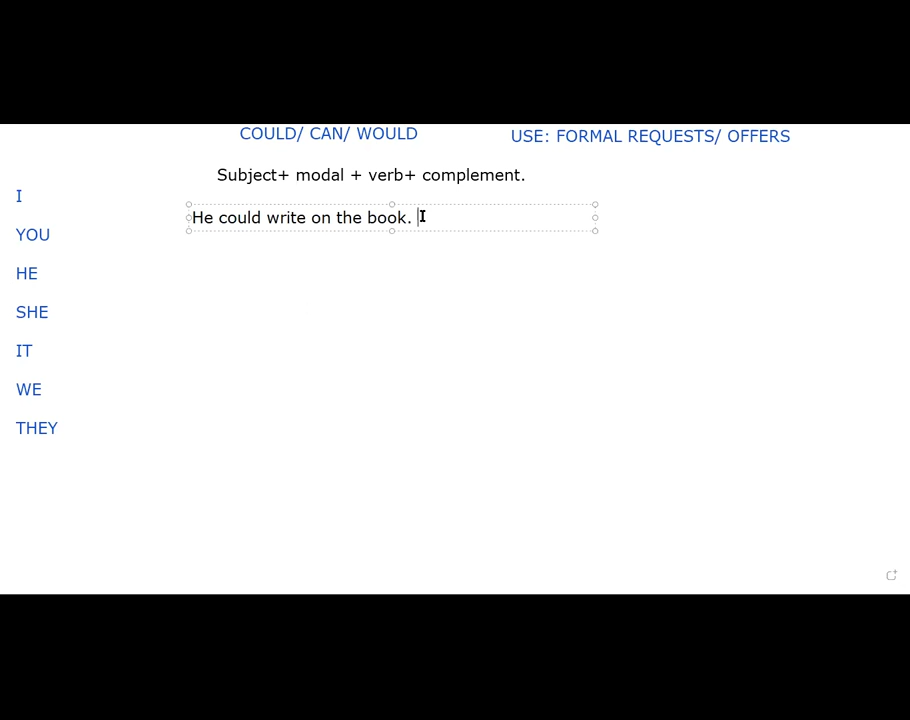 COULD/ CAN/ WOULD
USE: FORMAL REQUESTS/ OFFERS
Subject+ modal + verb+ complement.
He could write on the book.
I
YOU
HE
SHE
IT
WE
THEY